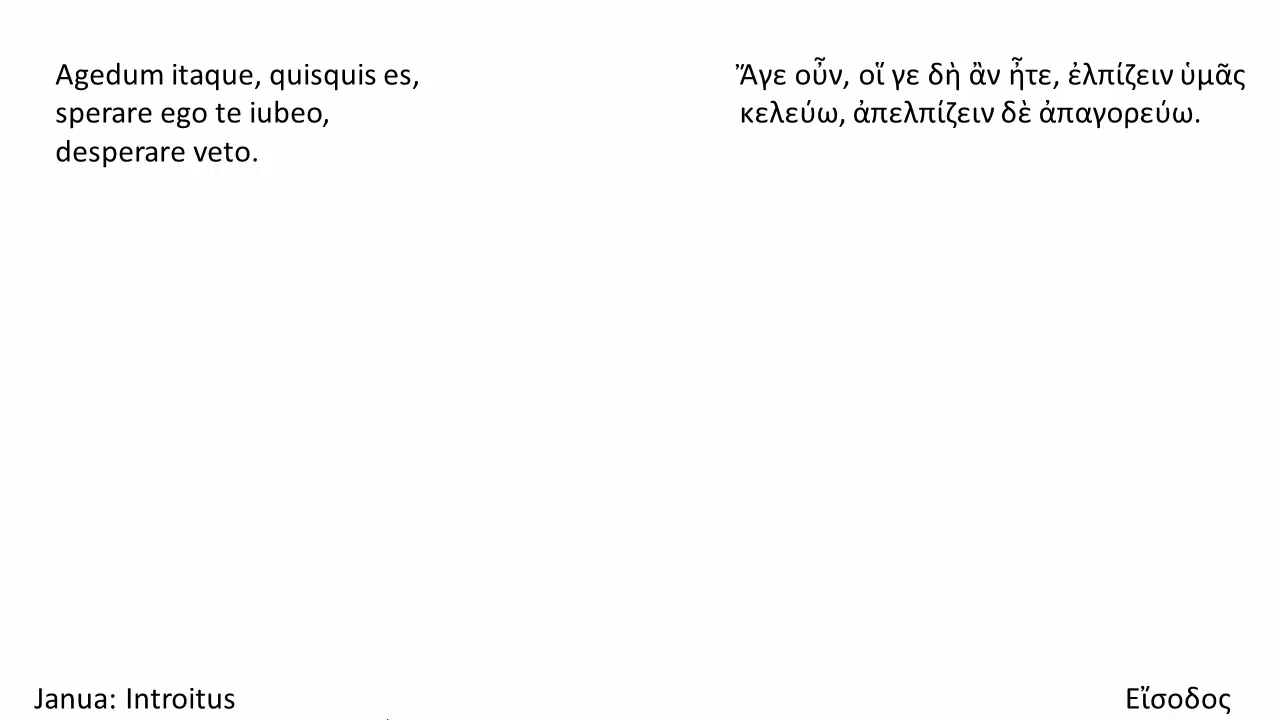 Agedum itaque, quisquis es,
sperare ego te iubeo,
desperare veto.
Ἄγε οὖν, οἵ γε δὴ ἂν ἦτε, ἐλπίζειν ὑμᾶς
κελεύω, ἀπελπίζειν δὲ ἀπαγορεύω.
Janua: Introitus
Εἴσοδος